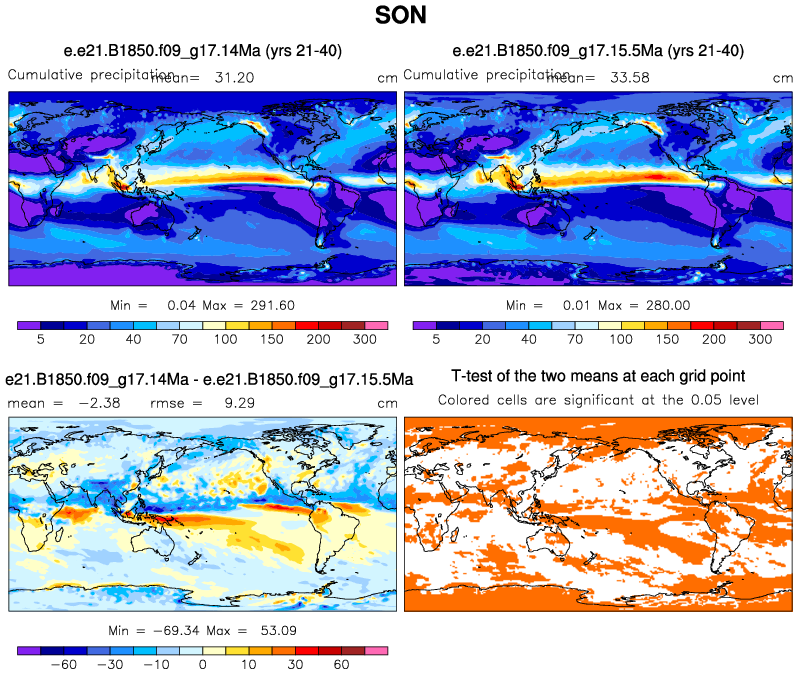 SON
e.e21.B1850.f09_g17.14Ma (yrs 21-40)
Cumulative precipitation mean= 31.20 cm
Min = 0.04 Max = 291.60
5 20 40 70 100 150 200 300
e.e21.B1850.f09_g17.15.5Ma (yrs 21-40)
Cumulative precipitation mean= 33.58 cm
Min = 0.01 Max = 280.00
5 20 40 70 100 150 200 300
e21.B1850.f09_g17.14Ma - e.e21.B1850.f09_g17.15.5Ma
mean = −2.38 rmse = 9.29 cm
Min = −69.34 Max = 53.09
−60 −30 −10 0 10 30 60
T-test of the two means at each grid point
Colored cells are significant at the 0.05 level